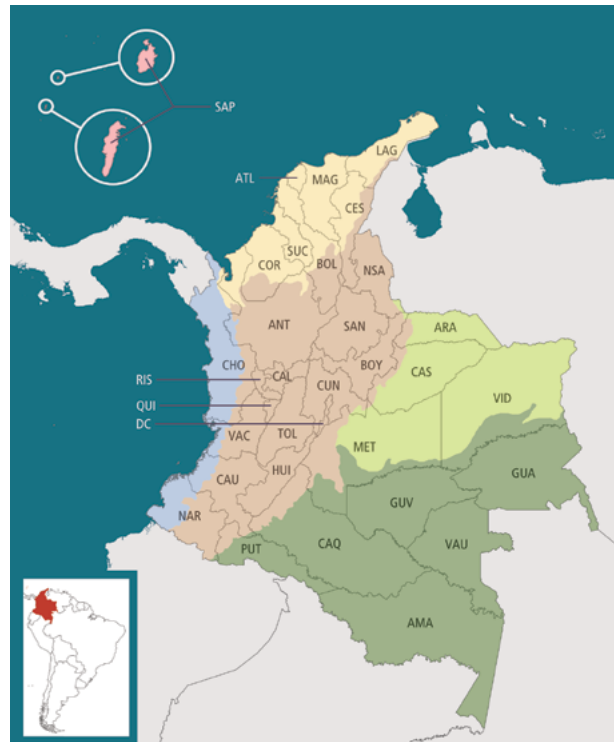 SAP
LAG
ATL
MAG
CES
SUC
COR
BOL
NSA
ANT
SAN
ARA
CHO
BOY
CAS
RIS
CAL
CUN
VID
QUI
DC
VAC
TOL
MET
HUI
GUA
CAU
GUV
NAR
CAQ
VAU
PUT
AMA